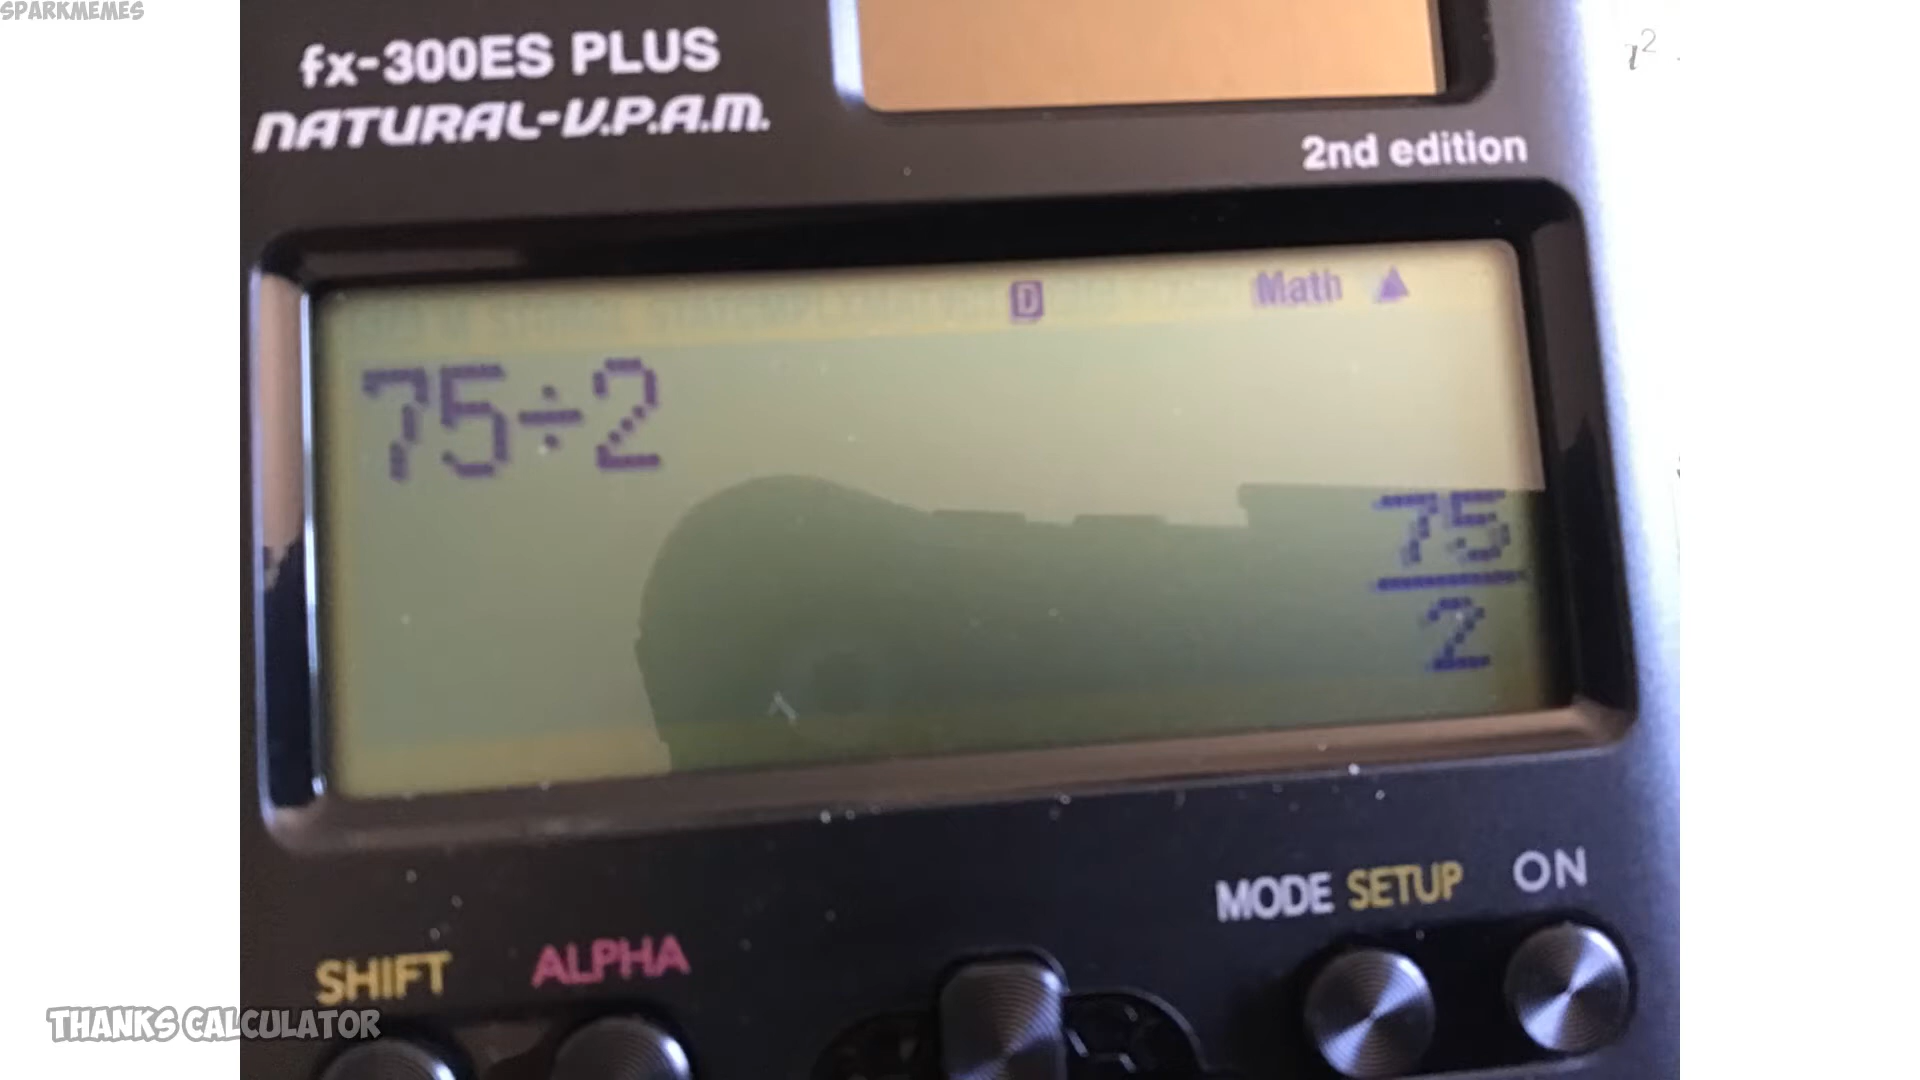 SPARKMEMES
fx-300ES PLUS
NATURAL-V.P.A.M.
2nd edition
D Math ▲
75÷2
75
2
MODE SETUP ON
SHIFT ALPHA
THANKS CALCULATOR